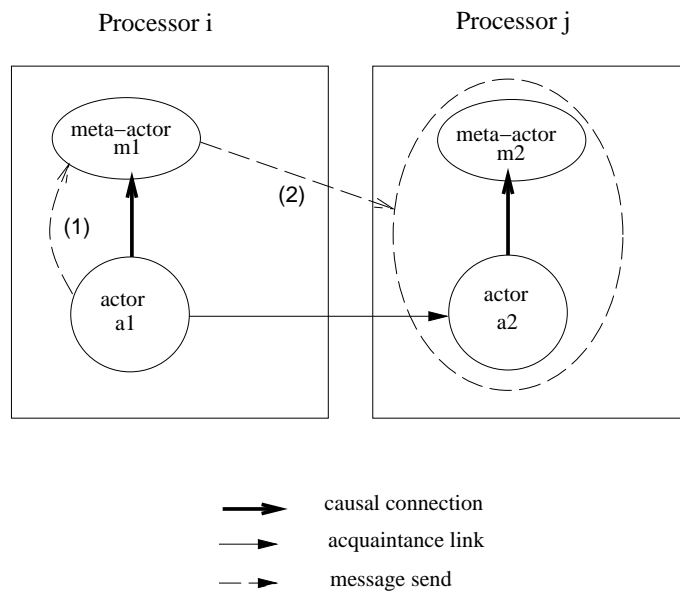 Processor i
Processor j
meta-actor
m1
meta-actor
m2
(1)
(2)
actor
a1
actor
a2
causal connection
acquaintance link
message send